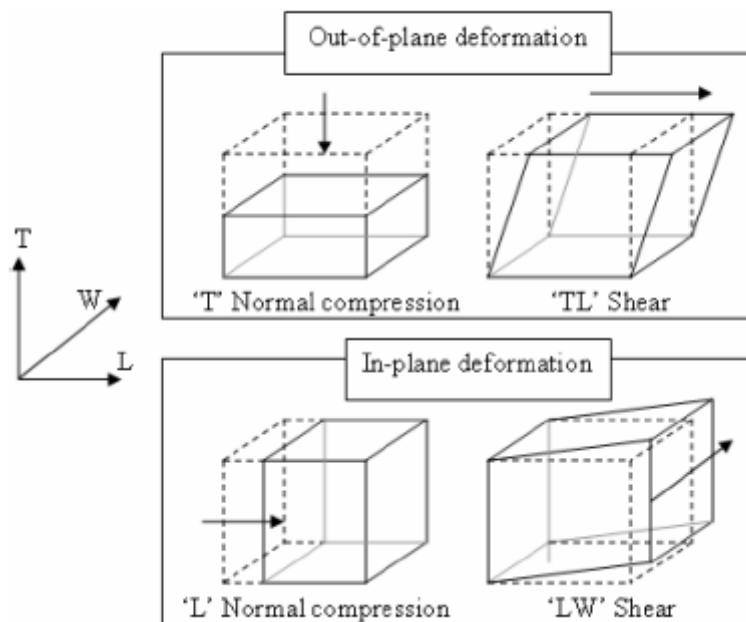 Out-of-plane deformation
T
W
L
'T' Normal compression
'TL' Shear
In-plane deformation
'L' Normal compression
'LW' Shear